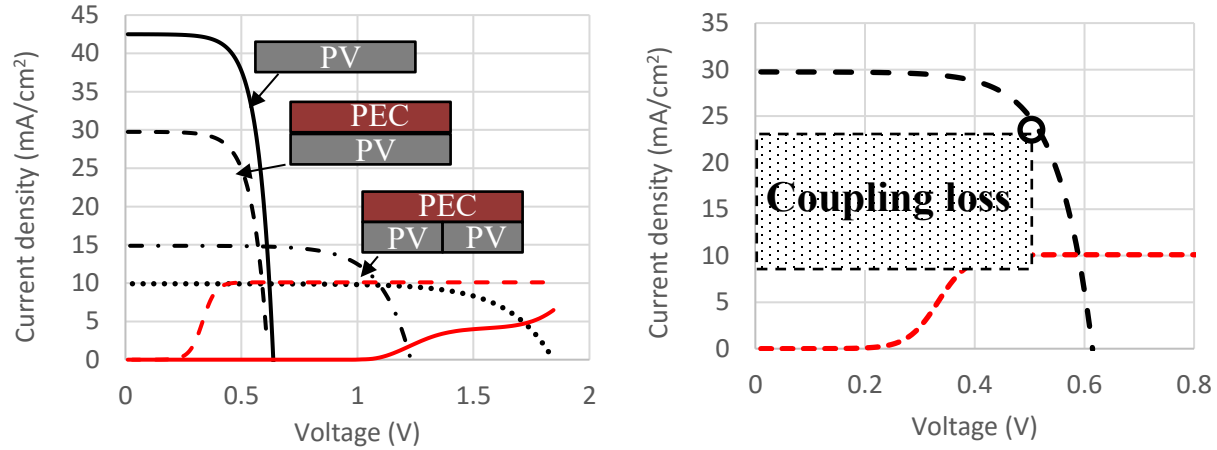 Current density (mA/cm²)
45
40
35
30
25
20
15
10
5
0
0
0.5
1
1.5
2
Voltage (V)
PV
PEC
PV
PEC
PV PV
Current density (mA/cm²)
35
30
25
20
15
10
5
0
0
0.2
0.4
0.6
0.8
Voltage (V)
Coupling loss